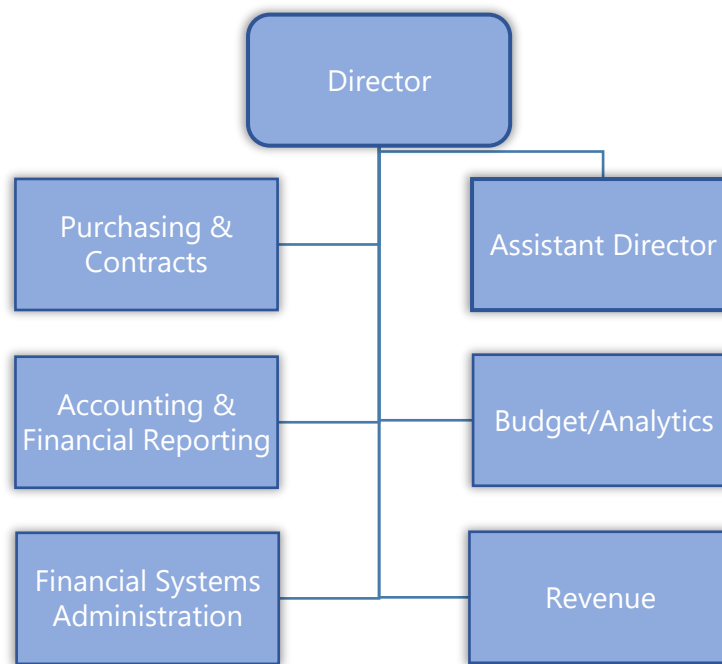 Director
Purchasing &
Contracts
Assistant Director
Accounting &
Financial Reporting
Budget/Analytics
Financial Systems
Administration
Revenue